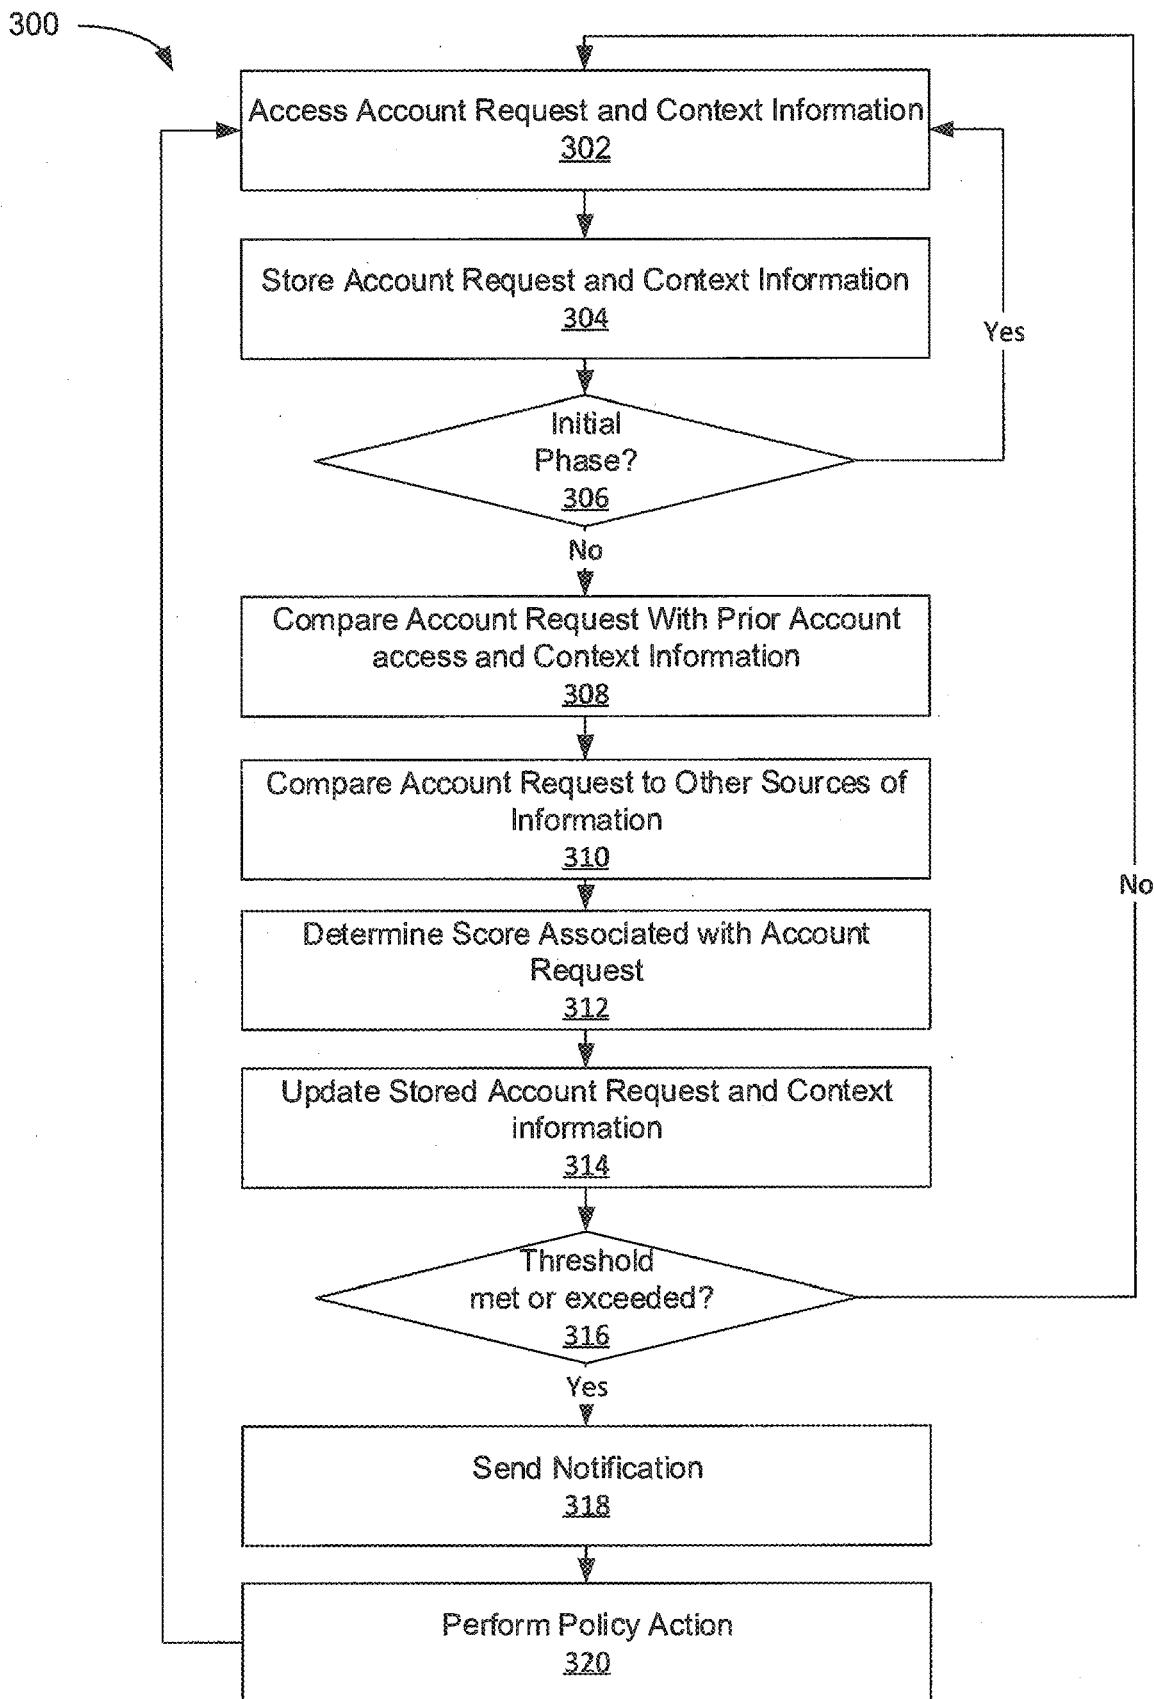 300
Access Account Request and Context Information
302
Store Account Request and Context Information
304
Yes
Initial
Phase?
306
No
Compare Account Request With Prior Account
access and Context Information
308
Compare Account Request to Other Sources of
Information
310
No
Determine Score Associated with Account
Request
312
Update Stored Account Request and Context
information
314
Threshold
met or exceeded?
316
Yes
Send Notification
318
Perform Policy Action
320